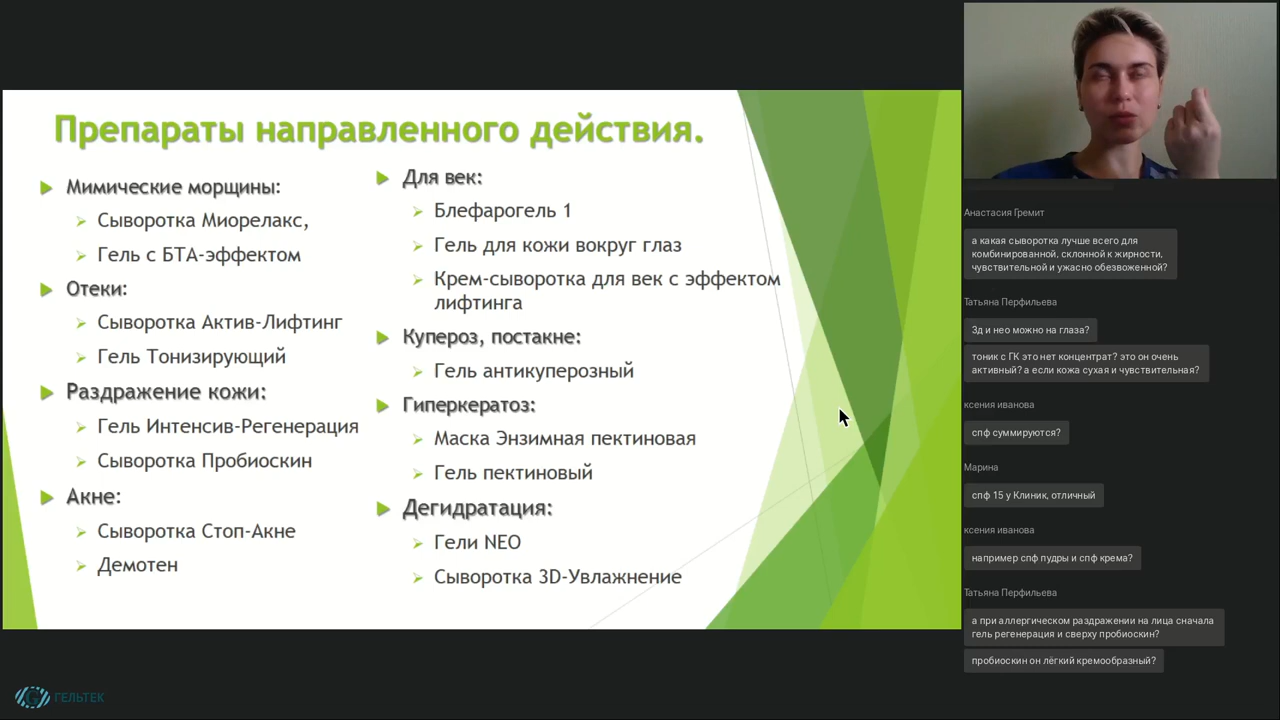 Препараты направленного действия.
Мимические морщины:
Сыворотка Миорелакс,
Гель с БТА-эффектом
Отеки:
Сыворотка Актив-Лифтинг
Гель Тонизирующий
Раздражение кожи:
Гель Интенсив-Регенерация
Сыворотка Пробиоскин
Акне:
Сыворотка Стоп-Акне
Демотен
Для век:
Блефарогель 1
Гель для кожи вокруг глаз
Крем-сыворотка для век с эффектом
лифтинга
Купероз, постакне:
Гель антикуперозный
Гиперкератоз:
Маска Энзимная пектиновая
Гель пектиновый
Дегидратация:
Гели NEO
Сыворотка 3D-Увлажнение
Анастасия Гремит
а какая сыворотка лучше всего для
комбинированной, склонной к жирности,
чувствительной и ужасно обезвоженной?
Татьяна Перфильева
3д и нео можно на глаза?
тоник с ГК это нет концентрат? это он очень
активный? а если кожа сухая и чувствительная?
ксения иванова
спф суммируются?
Марина
спф 15 у Клиник, отличный
ксения иванова
например спф пудры и спф крема?
Татьяна Перфильева
а при аллергическом раздражении на лица сначала
гель регенерация и сверху пробиоскин?
пробиоскин он лёгкий кремообразный?
ГЕЛЬТЕК